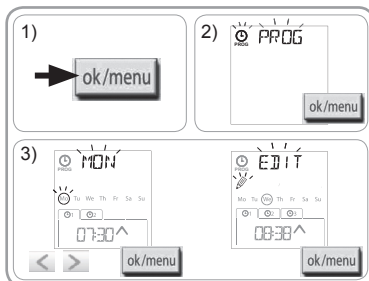 1)
ok/menu
2)
PROG
PROG
ok/menu
3)
MON
PROG
Mo Tu We Th Fr Sa Su
1 2
07:30
< >
ok/menu
EDIT
PROG
Mo Tu We Th Fr Sa Su
1 2 3
08:38
ok/menu